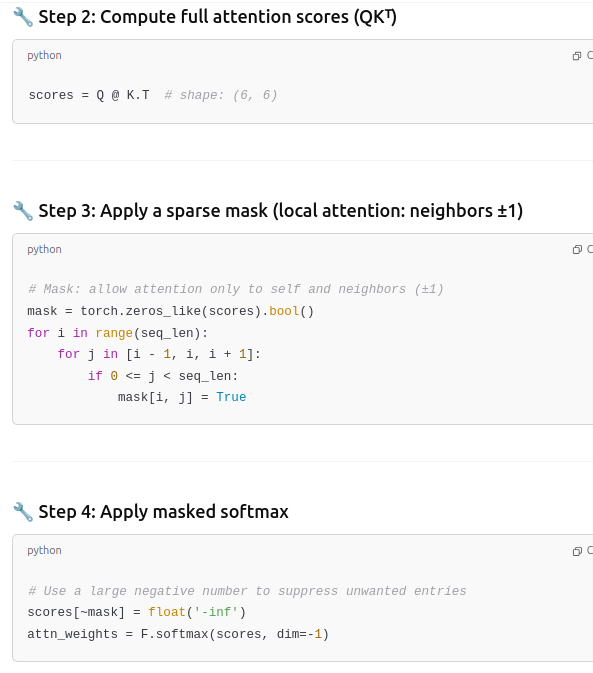 🔧 Step 2: Compute full attention scores (QKᵀ)
python
scores = Q @ K.T  # shape: (6, 6)
🔧 Step 3: Apply a sparse mask (local attention: neighbors ±1)
python
# Mask: allow attention only to self and neighbors (±1)
mask = torch.zeros_like(scores).bool()
for i in range(seq_len):
    for j in [i - 1, i, i + 1]:
        if 0 <= j < seq_len:
            mask[i, j] = True
🔧 Step 4: Apply masked softmax
python
# Use a large negative number to suppress unwanted entries
scores[~mask] = float('-inf')
attn_weights = F.softmax(scores, dim=-1)